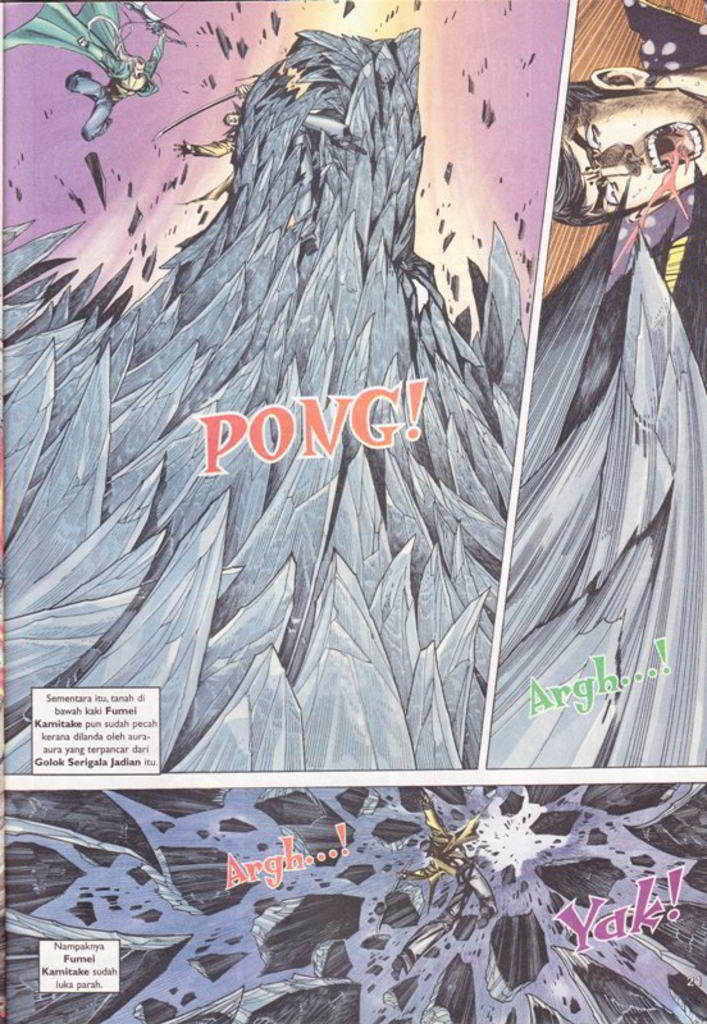 PONG!
Argh...!
Sementara itu, tanah di
bawah kaki Fumei
Kamitake pun sudah pecah
kerana dilanda oleh aura-
aura yang terpancar dari
Golok Serigala Jadian itu.
Argh...!
Yak!
Nampaknya
Fumei
Kamitake sudah
luka parah.